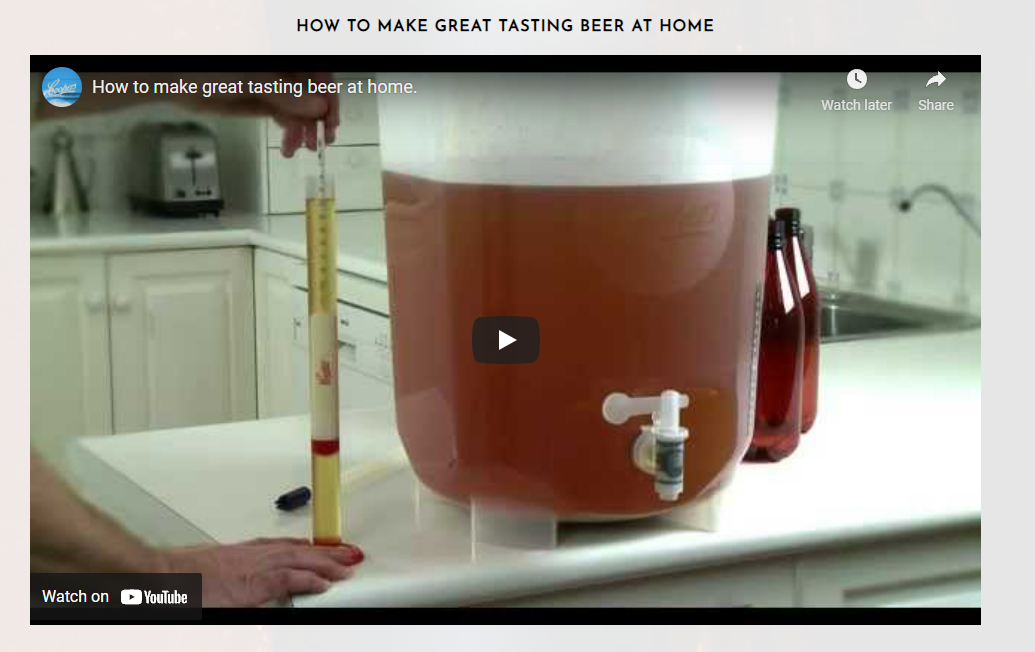 HOW TO MAKE GREAT TASTING BEER AT HOME
Coopers
How to make great tasting beer at home.
Watch later
Share
Watch on YouTube